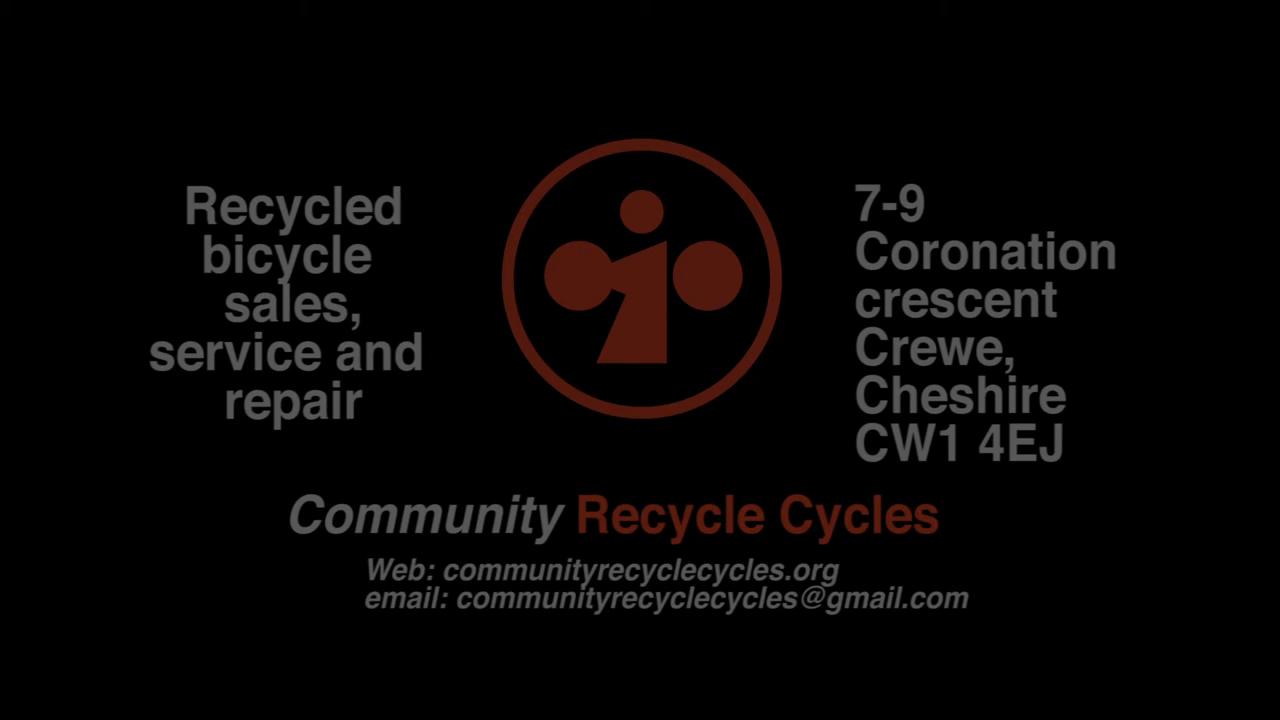 Recycled
bicycle
sales,
service and
repair
7-9
Coronation
crescent
Crewe,
Cheshire
CW1 4EJ
Community Recycle Cycles
Web: communityrecyclecycles.org
email: communityrecyclecycles@gmail.com